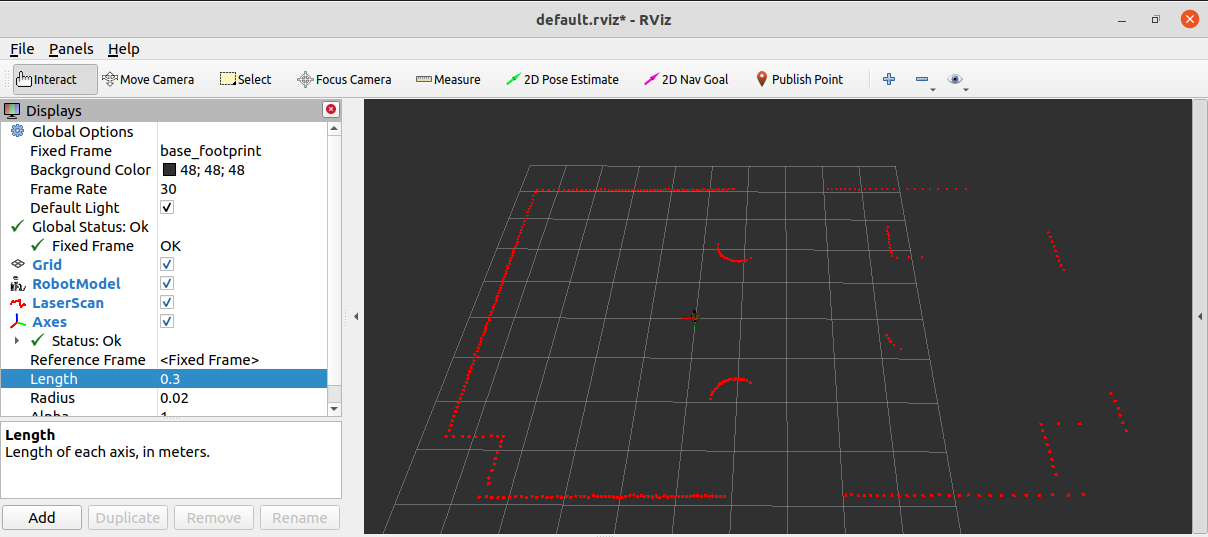 default.rviz* - RViz
File Panels Help
Interact Move Camera Select Focus Camera Measure 2D Pose Estimate 2D Nav Goal Publish Point
Displays
Global Options
Fixed Frame base_footprint
Background Color 48; 48; 48
Frame Rate 30
Default Light
Global Status: Ok
Fixed Frame OK
Grid
RobotModel
LaserScan
Axes
Status: Ok
Reference Frame <Fixed Frame>
Length 0.3
Radius 0.02
Alpha 1
Length
Length of each axis, in meters.
Add Duplicate Remove Rename